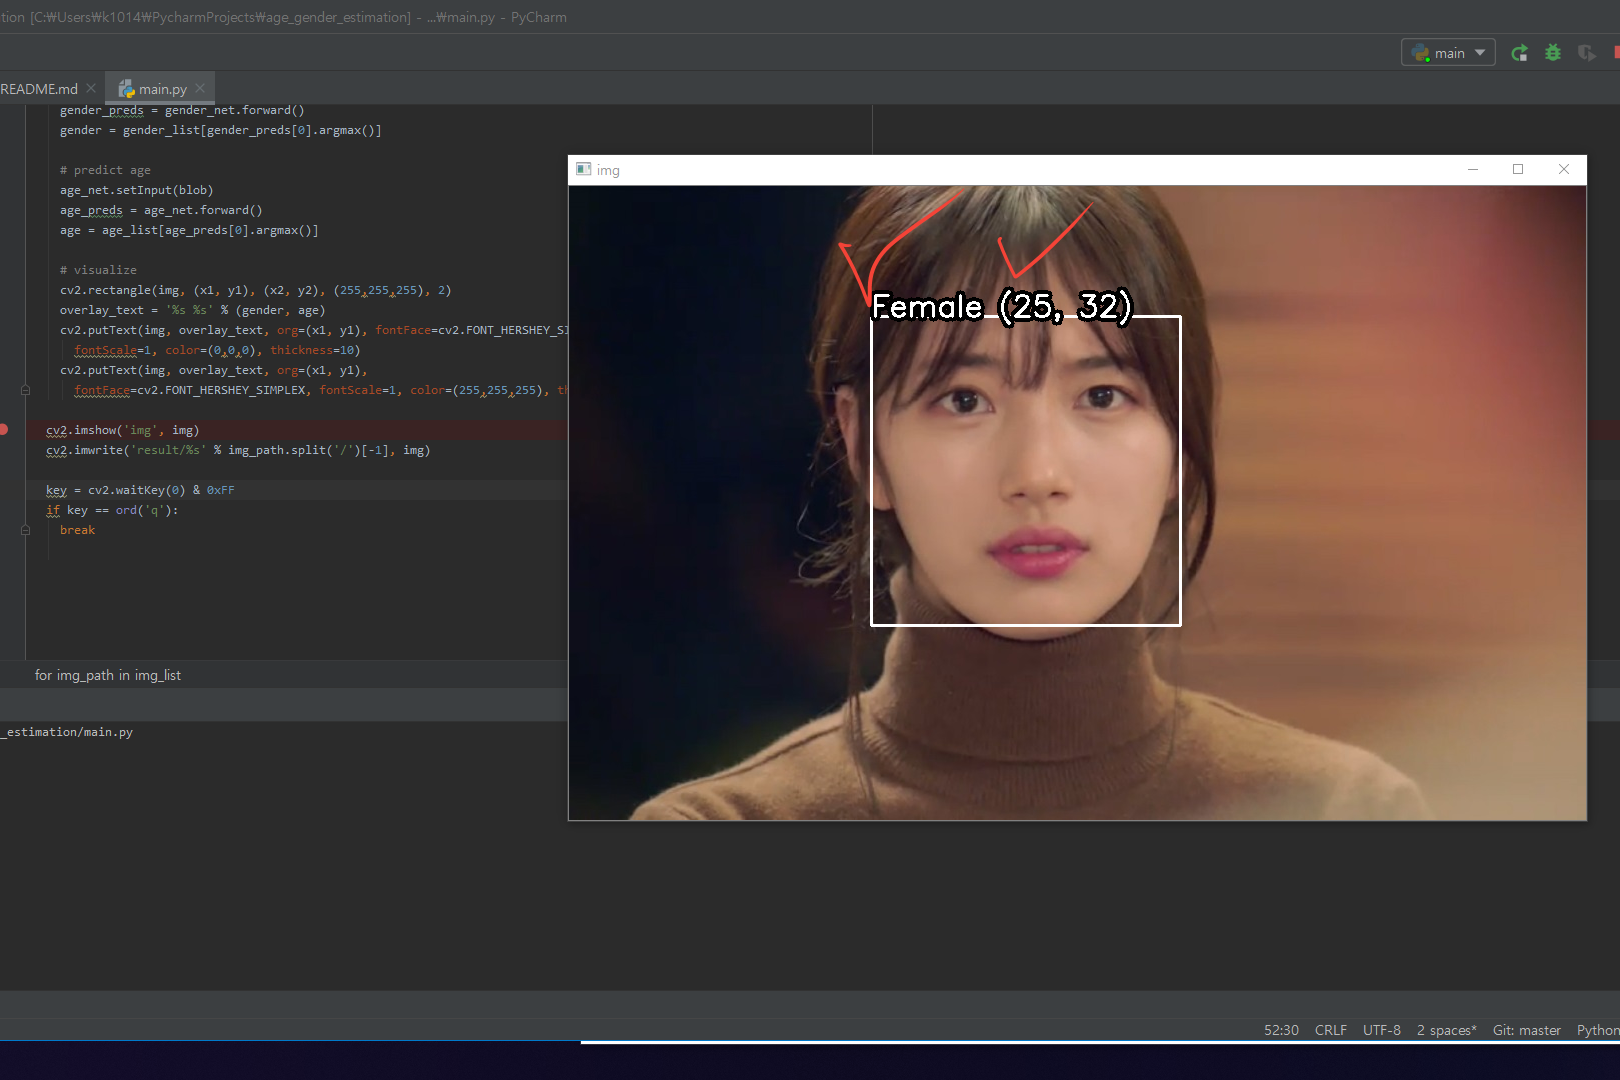 tion [C:₩Users₩k1014₩PycharmProjects₩age_gender_estimation] - ...₩main.py - PyCharm
main
README.md
main.py
gender_preds = gender_net.forward()
gender = gender_list[gender_preds[0].argmax()]
# predict age
age_net.setInput(blob)
age_preds = age_net.forward()
age = age_list[age_preds[0].argmax()]
# visualize
cv2.rectangle(img, (x1, y1), (x2, y2), (255,255,255), 2)
overlay_text = '%s %s' % (gender, age)
cv2.putText(img, overlay_text, org=(x1, y1), fontFace=cv2.FONT_HERSHEY_SI
fontScale=1, color=(0,0,0), thickness=10)
cv2.putText(img, overlay_text, org=(x1, y1),
fontFace=cv2.FONT_HERSHEY_SIMPLEX, fontScale=1, color=(255,255,255), th
cv2.imshow('img', img)
cv2.imwrite('result/%s' % img_path.split('/')[-1], img)
key = cv2.waitKey(0) & 0xFF
if key == ord('q'):
break
img
Female (25, 32)
for img_path in img_list
_estimation/main.py
52:30 CRLF UTF-8 2 spaces* Git: master Python